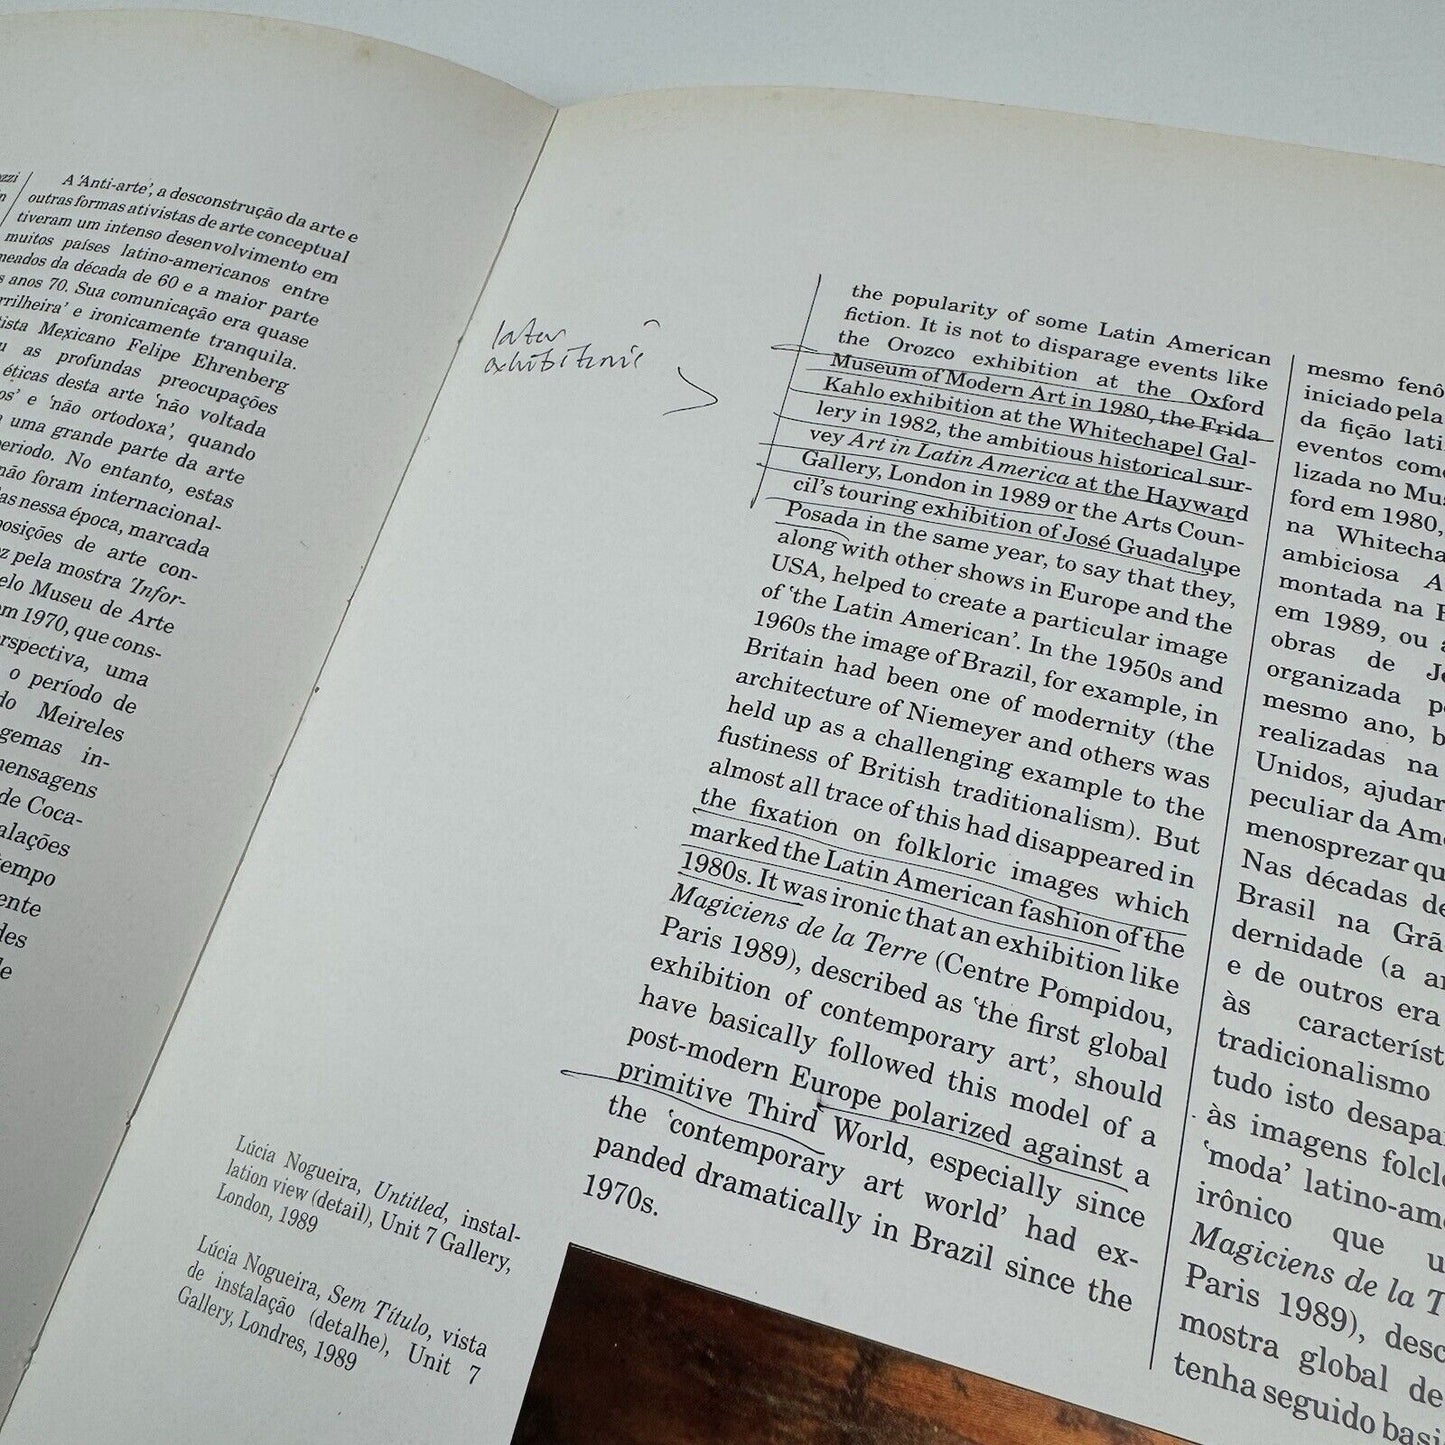 A 'Anti-arte', a desconstrução da arte e
outras formas ativistas de arte conceptual
tiveram um intenso desenvolvimento em
muitos países latino-americanos entre
meados da década de 60 e a maior parte
anos 70. Sua comunicação era quase
e ironicamente tranquila.
Mexicano Felipe Ehrenberg
as profundas preocupações
éticas desta arte 'não voltada
e 'não ortodoxa', quando
uma grande parte da arte
período. No entanto, estas
não foram internacional-
nessa época, marcada
de arte con-
pela mostra 'Infor-
Museu de Arte
1970, que cons-
uma
o período de
Meireles
in-
mensagens
de Coca-
tempo
later
exhibitions
the popularity of some Latin American
fiction. It is not to disparage events like
the Orozco exhibition at the Oxford
Museum of Modern Art in 1980, the Frida
Kahlo exhibition at the Whitechapel Gal-
lery in 1982, the ambitious historical sur-
vey Art in Latin America at the Hayward
Gallery, London in 1989 or the Arts Coun-
cil's touring exhibition of José Guadalupe
Posada in the same year, to say that they,
along with other shows in Europe and the
USA, helped to create a particular image
of 'the Latin American'. In the 1950s and
1960s the image of Brazil, for example, in
Britain had been one of modernity (the
architecture of Niemeyer and others was
held up as a challenging example to the
fustiness of British traditionalism). But
almost all trace of this had disappeared in
the fixation on folkloric images which
marked the Latin American fashion of the
1980s. It was ironic that an exhibition like
Magiciens de la Terre (Centre Pompidou,
Paris 1989), described as 'the first global
exhibition of contemporary art', should
have basically followed this model of a
post-modern Europe polarized against a
primitive Third World, especially since
the 'contemporary art world' had ex-
panded dramatically in Brazil since the
1970s.
mesmo
iniciado pela
da fição
eventos
lizada no
ford em 1980,
na
ambiciosa
montada na
em 1989, ou
obras de
organizada
mesmo ano,
realizadas na
Unidos,
peculiar da
menosprezar
Nas décadas
Brasil na
dernidade (a
e de outros era
às
tradicionalismo
tudo isto
às imagens
'moda'
irônico que
Magiciens de la
Paris 1989),
mostra global de
tenha seguido
Lúcia Nogueira, Untitled, instal-
lation view (detail), Unit 7 Gallery,
London, 1989
Lúcia Nogueira, Sem Título, vista
de instalação (detalhe), Unit 7
Gallery, Londres, 1989